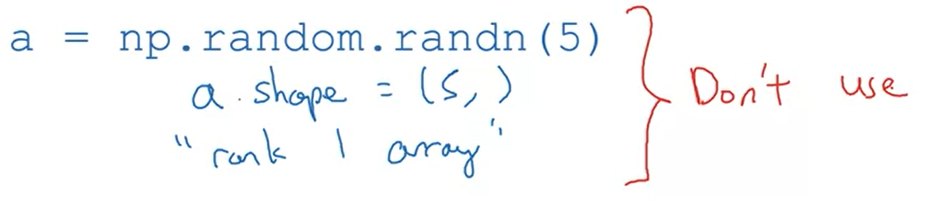 a = np.random.randn(5)
a.shape = (5,)
"rank 1 array"
Don't use